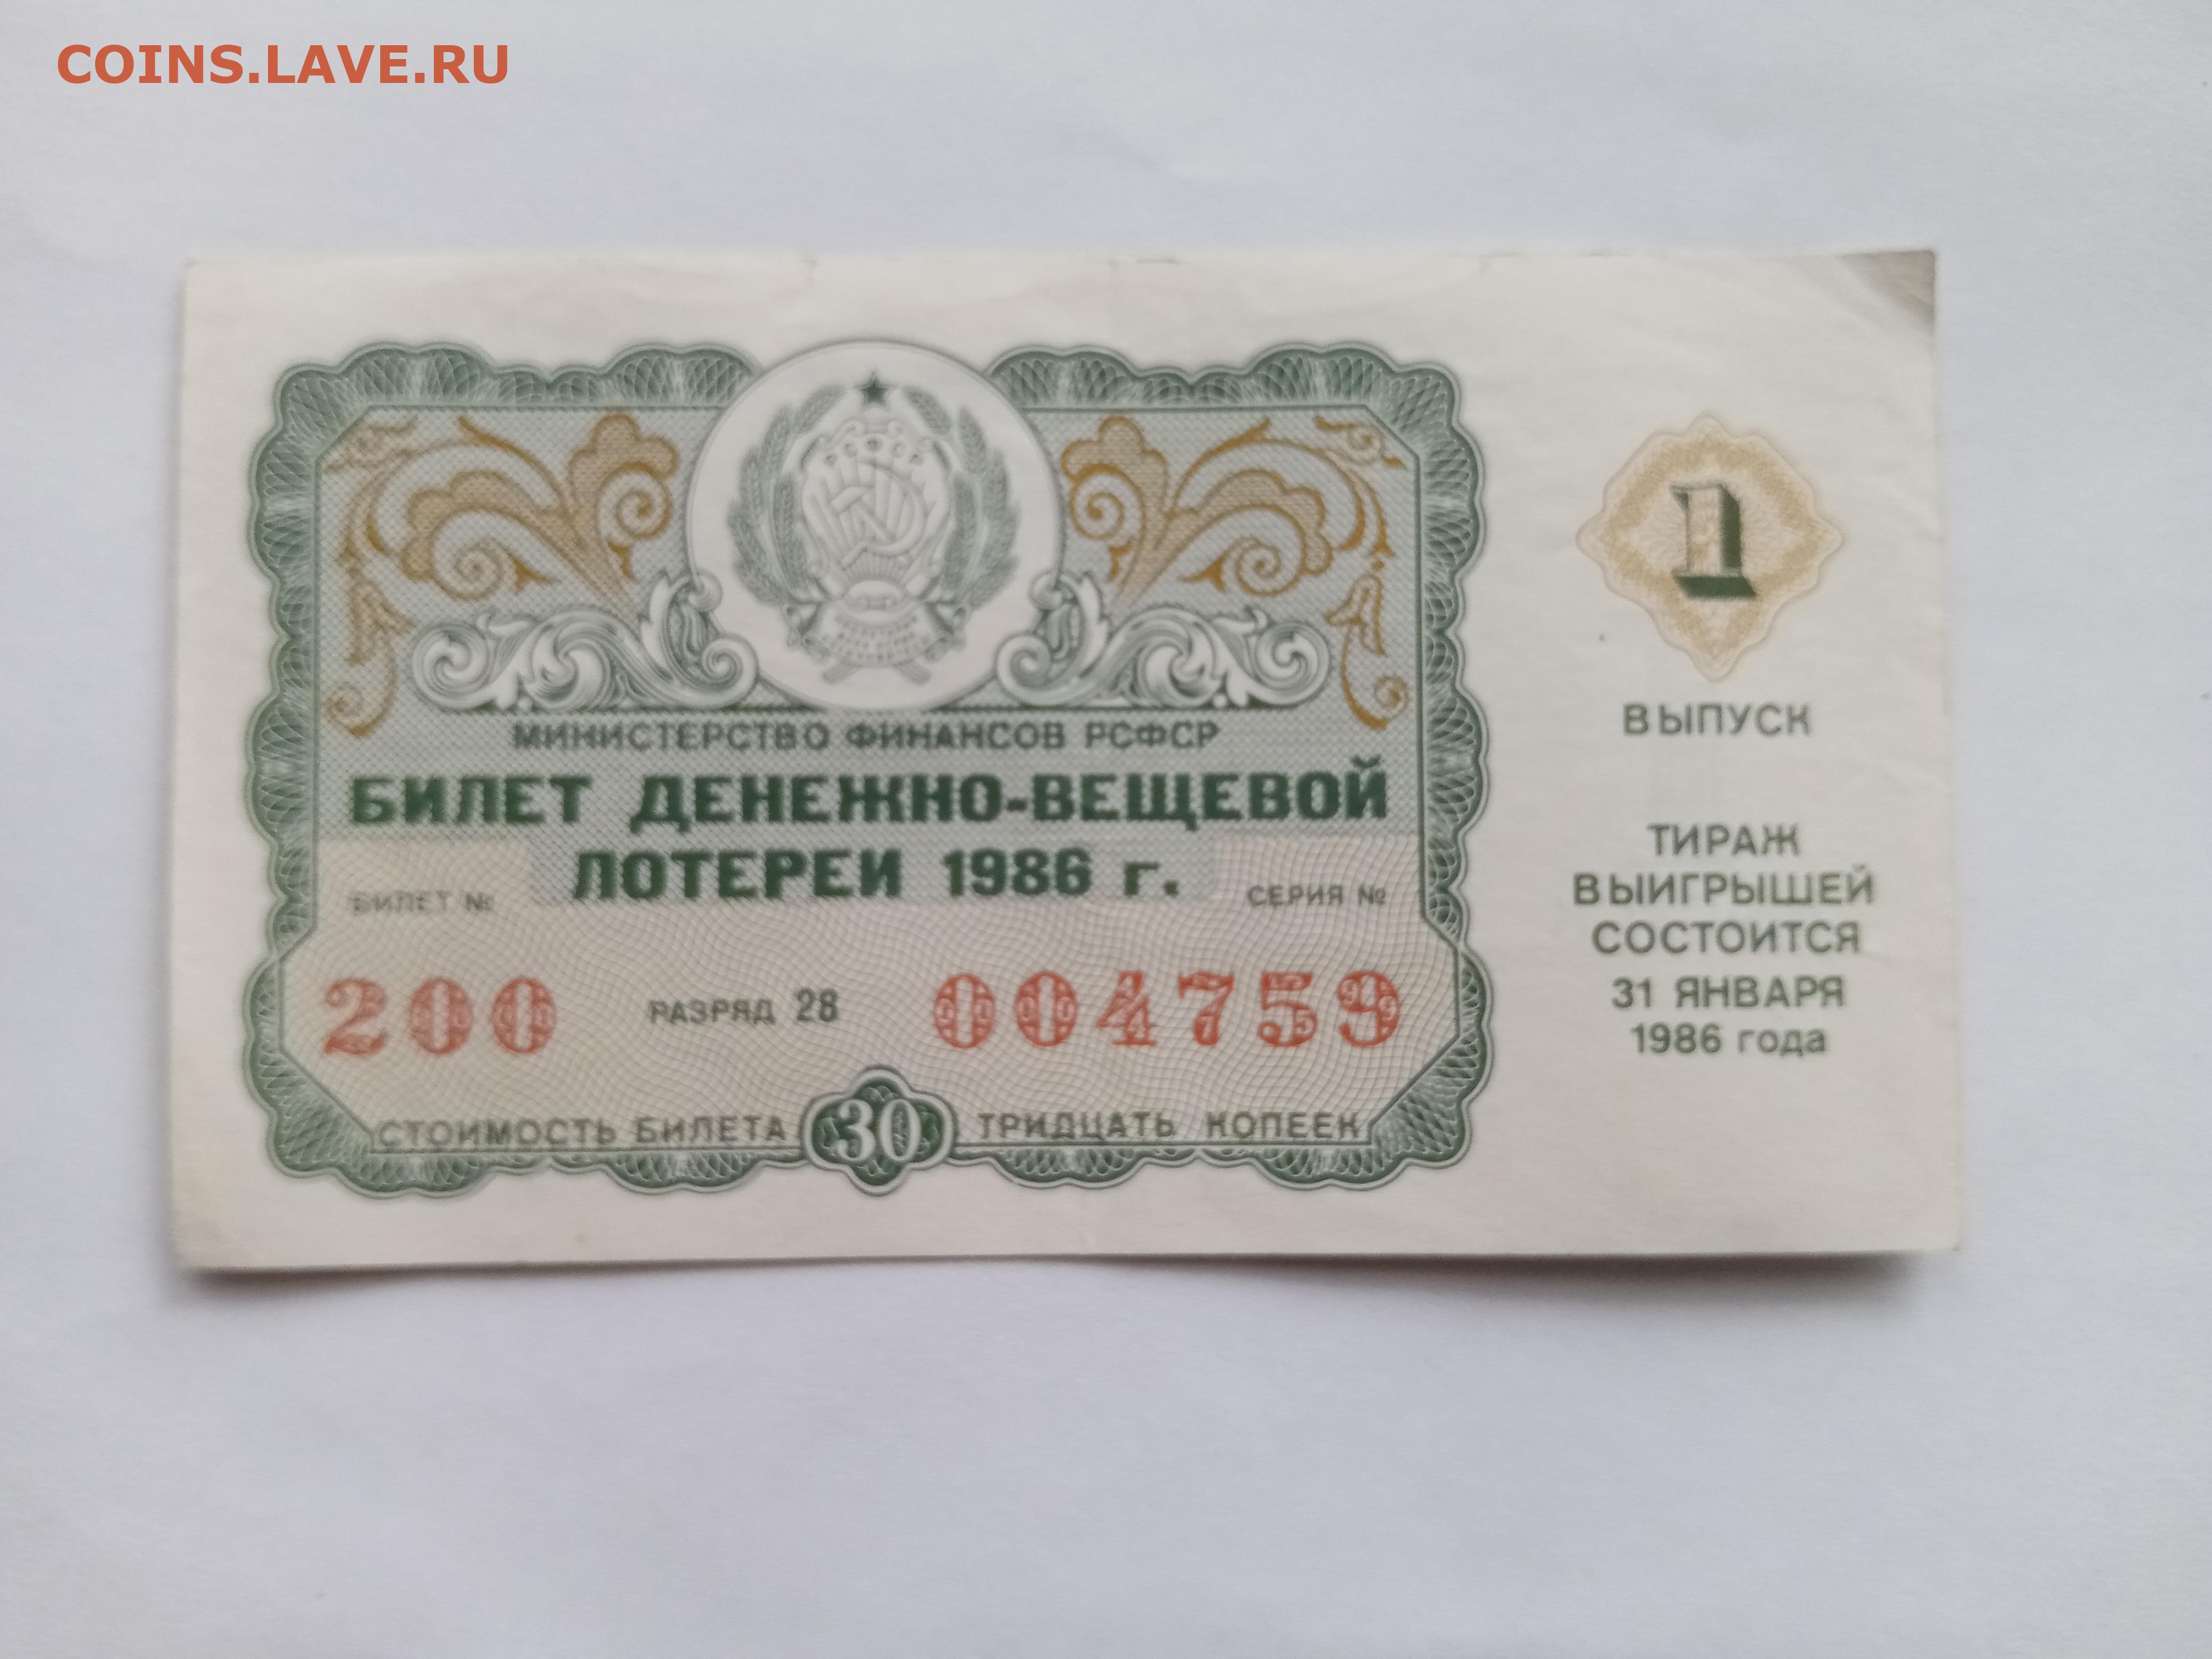 COINS.LAVE.RU
РСФСР
МИНИСТЕРСТВО ФИНАНСОВ РСФСР
БИЛЕТ ДЕНЕЖНО-ВЕЩЕВОЙ
ЛОТЕРЕИ 1986 г.
БИЛЕТ № СЕРИЯ №
200 РАЗРЯД 28 004759
СТОИМОСТЬ БИЛЕТА 30 ТРИДЦАТЬ КОПЕЕК
1
ВЫПУСК
ТИРАЖ
ВЫИГРЫШЕЙ
СОСТОИТСЯ
31 ЯНВАРЯ
1986 года